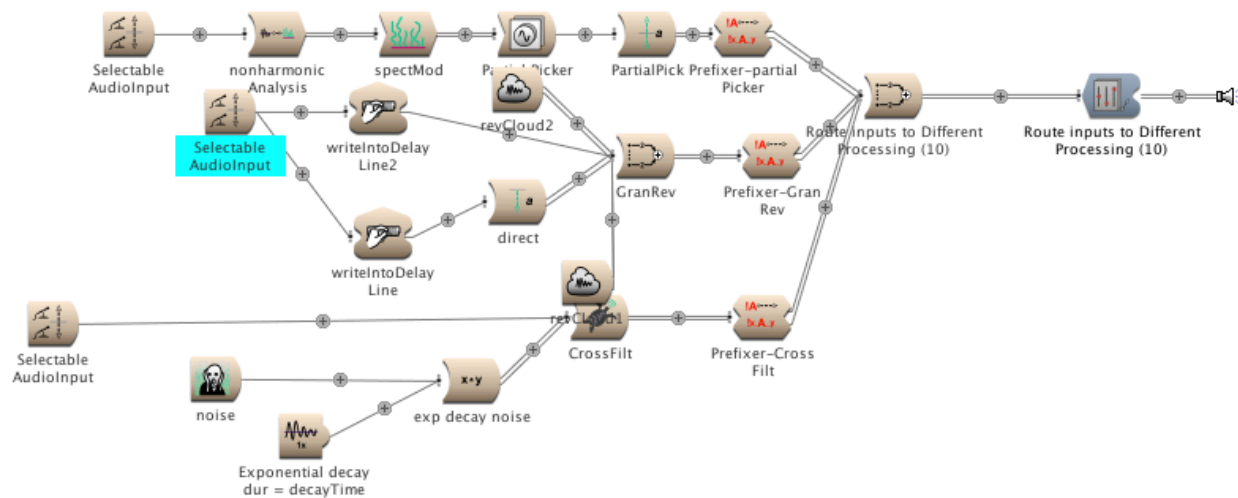 Selectable
AudioInput
nonharmonic
Analysis
spectMod
PartialPicker
PartialPick
Prefixer-partial
Picker
revCloud2
Selectable
AudioInput
writeIntoDelay
Line2
Route inputs to Different
Processing (10)
Route inputs to Different
Processing (10)
GranRev
Prefixer-Gran
Rev
a
a
!A
!x.A.y
!A
!x.A.y
direct
writeIntoDelay
Line
Selectable
AudioInput
revCloud1
CrossFilt
!A
!x.A.y
Prefixer-Cross
Filt
noise
x*y
exp decay noise
1x
Exponential decay
dur = decayTime